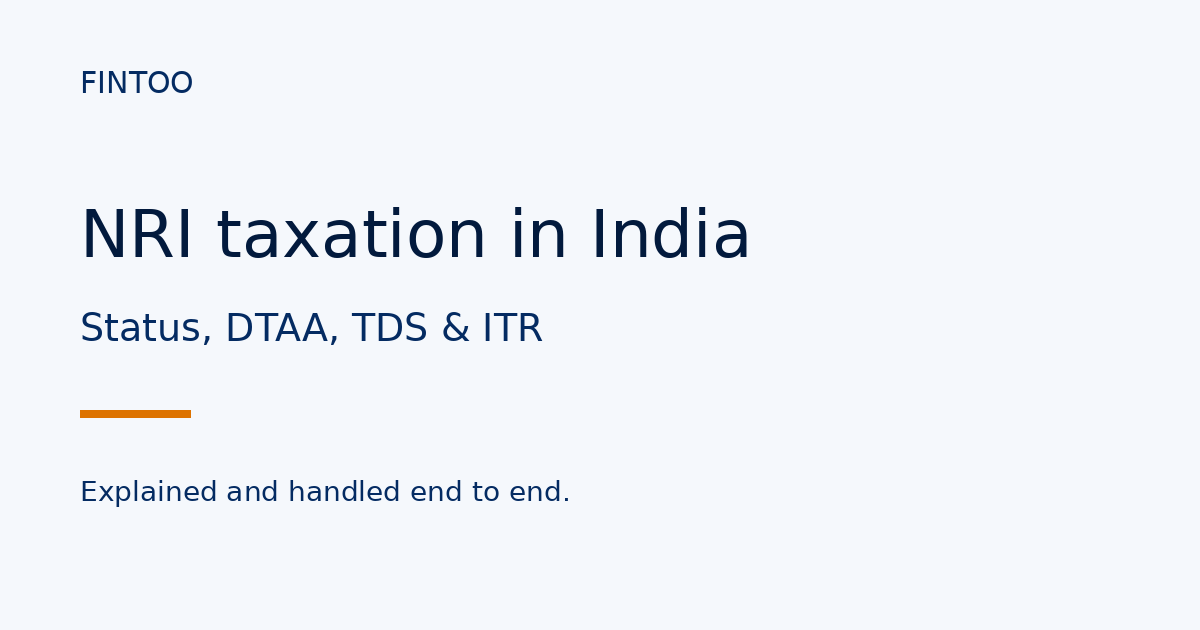 FINTOO
NRI taxation in India
Status, DTAA, TDS & ITR
Explained and handled end to end.